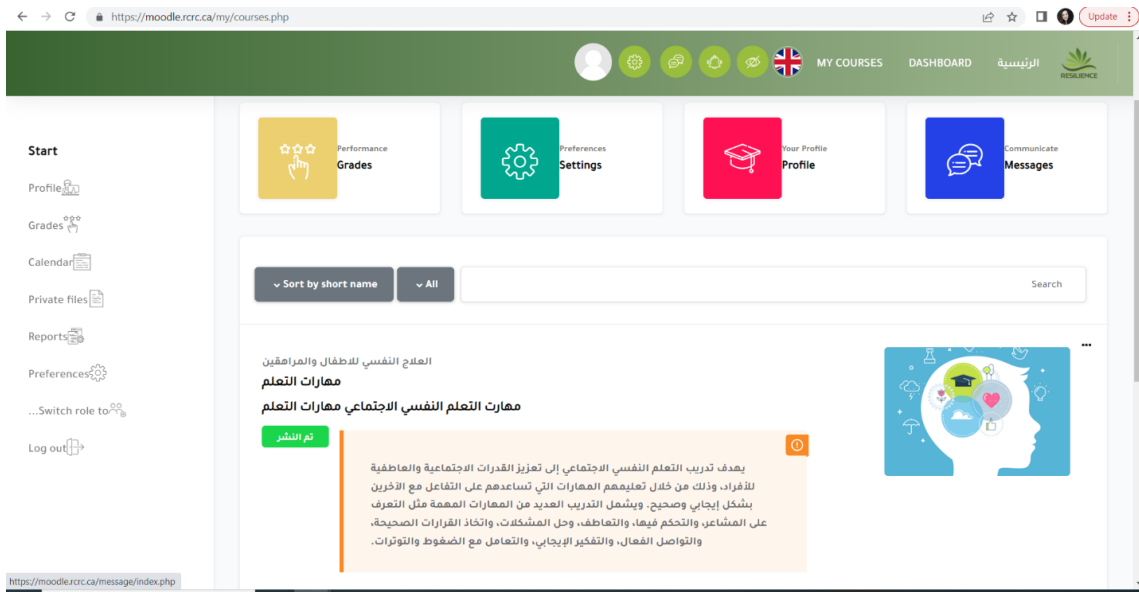 https://moodle.rcrc.ca/my/courses.php
Update
MY COURSES
DASHBOARD
الرئيسية
RESILIENCE
Start
Profile
Grades
Calendar
Private files
Reports
Preferences
...Switch role to
Log out
Performance
Grades
Preferences
Settings
Your Profile
Profile
Communicate
Messages
Sort by short name
All
Search
العلاج النفسي للاطفال والمراهقين
مهارات التعلم
مهارت التعلم النفسي الاجتماعي مهارات التعلم
تم النشر
يهدف تدريب التعلم النفسي الاجتماعي إلى تعزيز القدرات الاجتماعية والعاطفية
للأفراد، وذلك من خلال تعليمهم المهارات التي تساعدهم على التفاعل مع الآخرين
بشكل إيجابي وصحيح. ويشمل التدريب العديد من المهارات المهمة مثل التعرف
على المشاعر، والتحكم فيها، والتعاطف، وحل المشكلات، واتخاذ القرارات الصحيحة،
والتواصل الفعال، والتفكير الإيجابي، والتعامل مع الضغوط والتوترات.
https://moodle.rcrc.ca/message/index.php